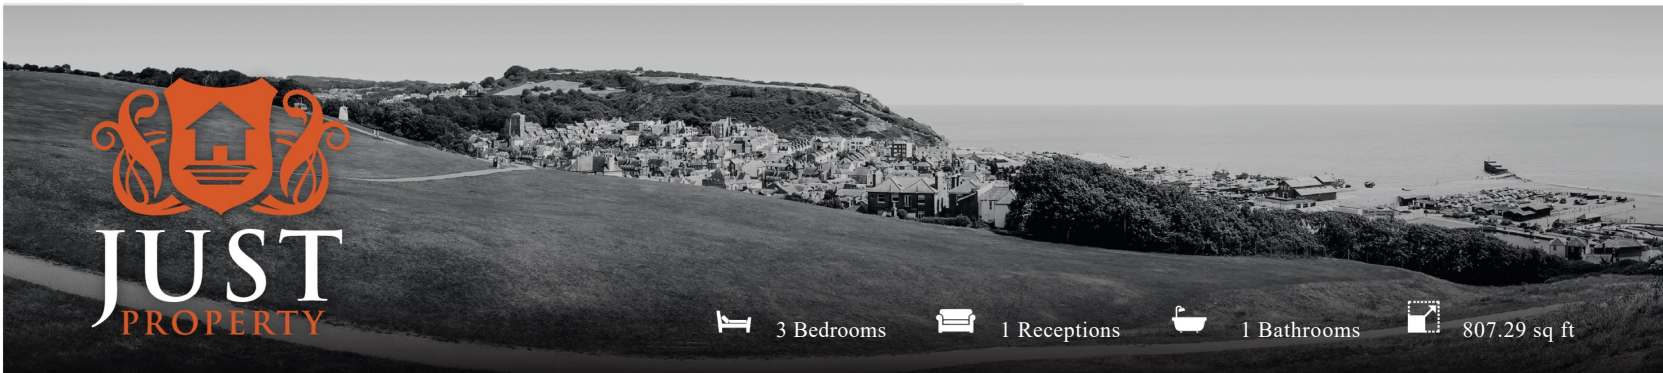 JUST
PROPERTY
3 Bedrooms
1 Receptions
1 Bathrooms
807.29 sq ft